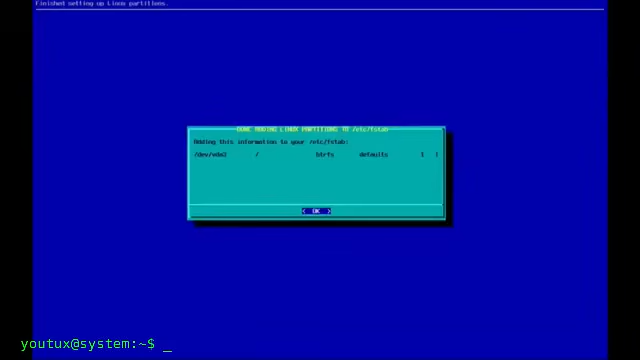 Finished setting up Linux partitions.
DONE ADDING LINUX PARTITIONS TO /etc/fstab
Adding this information to your /etc/fstab:
/dev/vda2 / btrfs defaults 1 1
< OK >
youtux@system:~$ _